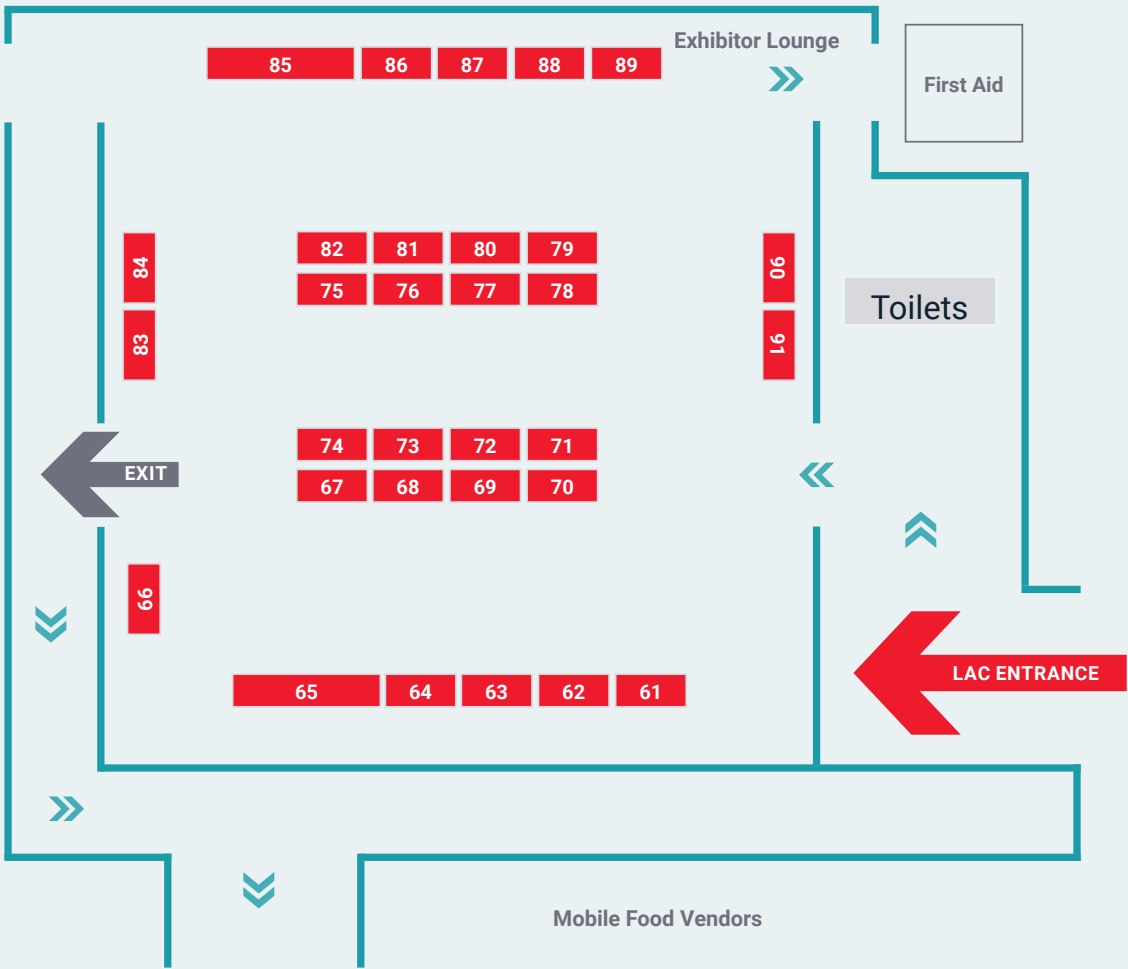 Exhibitor Lounge
85 86 87 88 89
First Aid
82 81 80 79
84
90
75 76 77 78
Toilets
83
91
74 73 72 71
EXIT
67 68 69 70
66
LAC ENTRANCE
65 64 63 62 61
Mobile Food Vendors